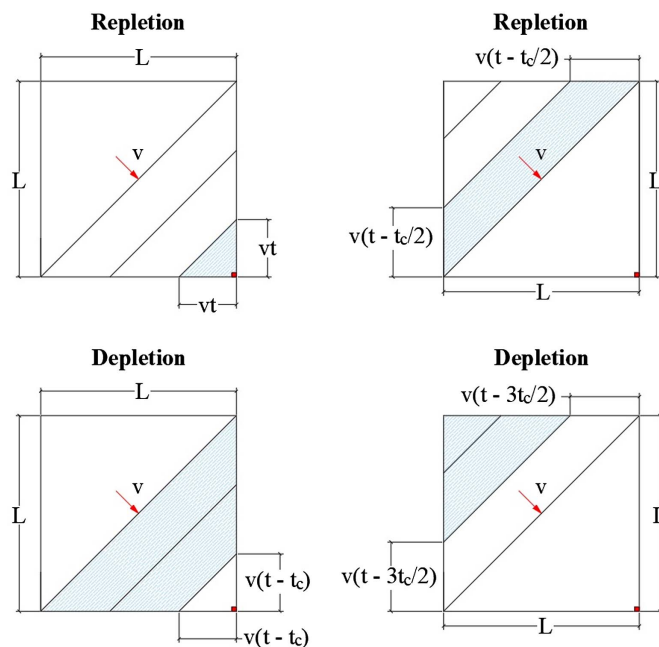 Repletion
L
L
v
vt
vt
Repletion
v(t - tc/2)
v
L
v(t - tc/2)
L
Depletion
L
L
v
v(t - tc)
v(t - tc)
Depletion
v(t - 3tc/2)
v
L
v(t - 3tc/2)
L